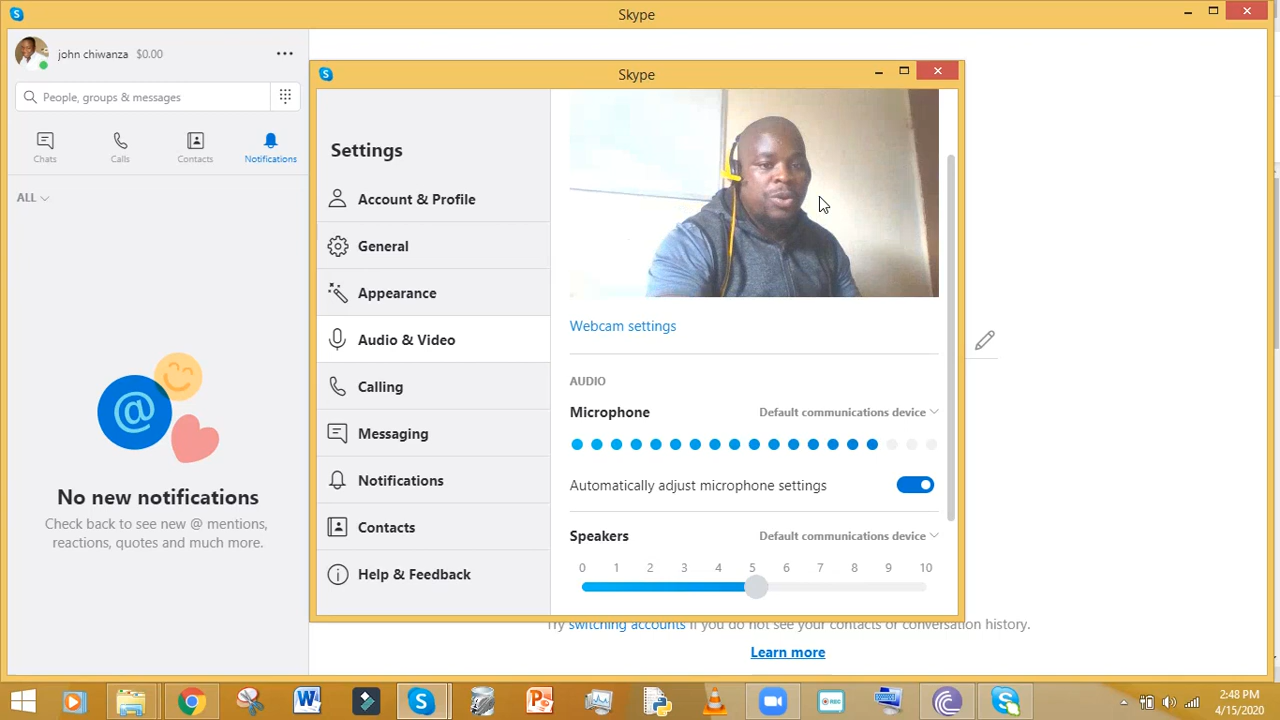 Skype
john chiwanza $0.00
People, groups & messages
Chats
Calls
Contacts
Notifications
ALL
No new notifications
Check back to see new @ mentions,
reactions, quotes and much more.
Skype
Settings
Account & Profile
General
Appearance
Audio & Video
Calling
Messaging
Notifications
Contacts
Help & Feedback
Webcam settings
AUDIO
Microphone
Default communications device
Automatically adjust microphone settings
Speakers
Default communications device
0 1 2 3 4 5 6 7 8 9 10
Try switching accounts if you do not see your contacts or conversation history.
Learn more
2:48 PM
4/15/2020